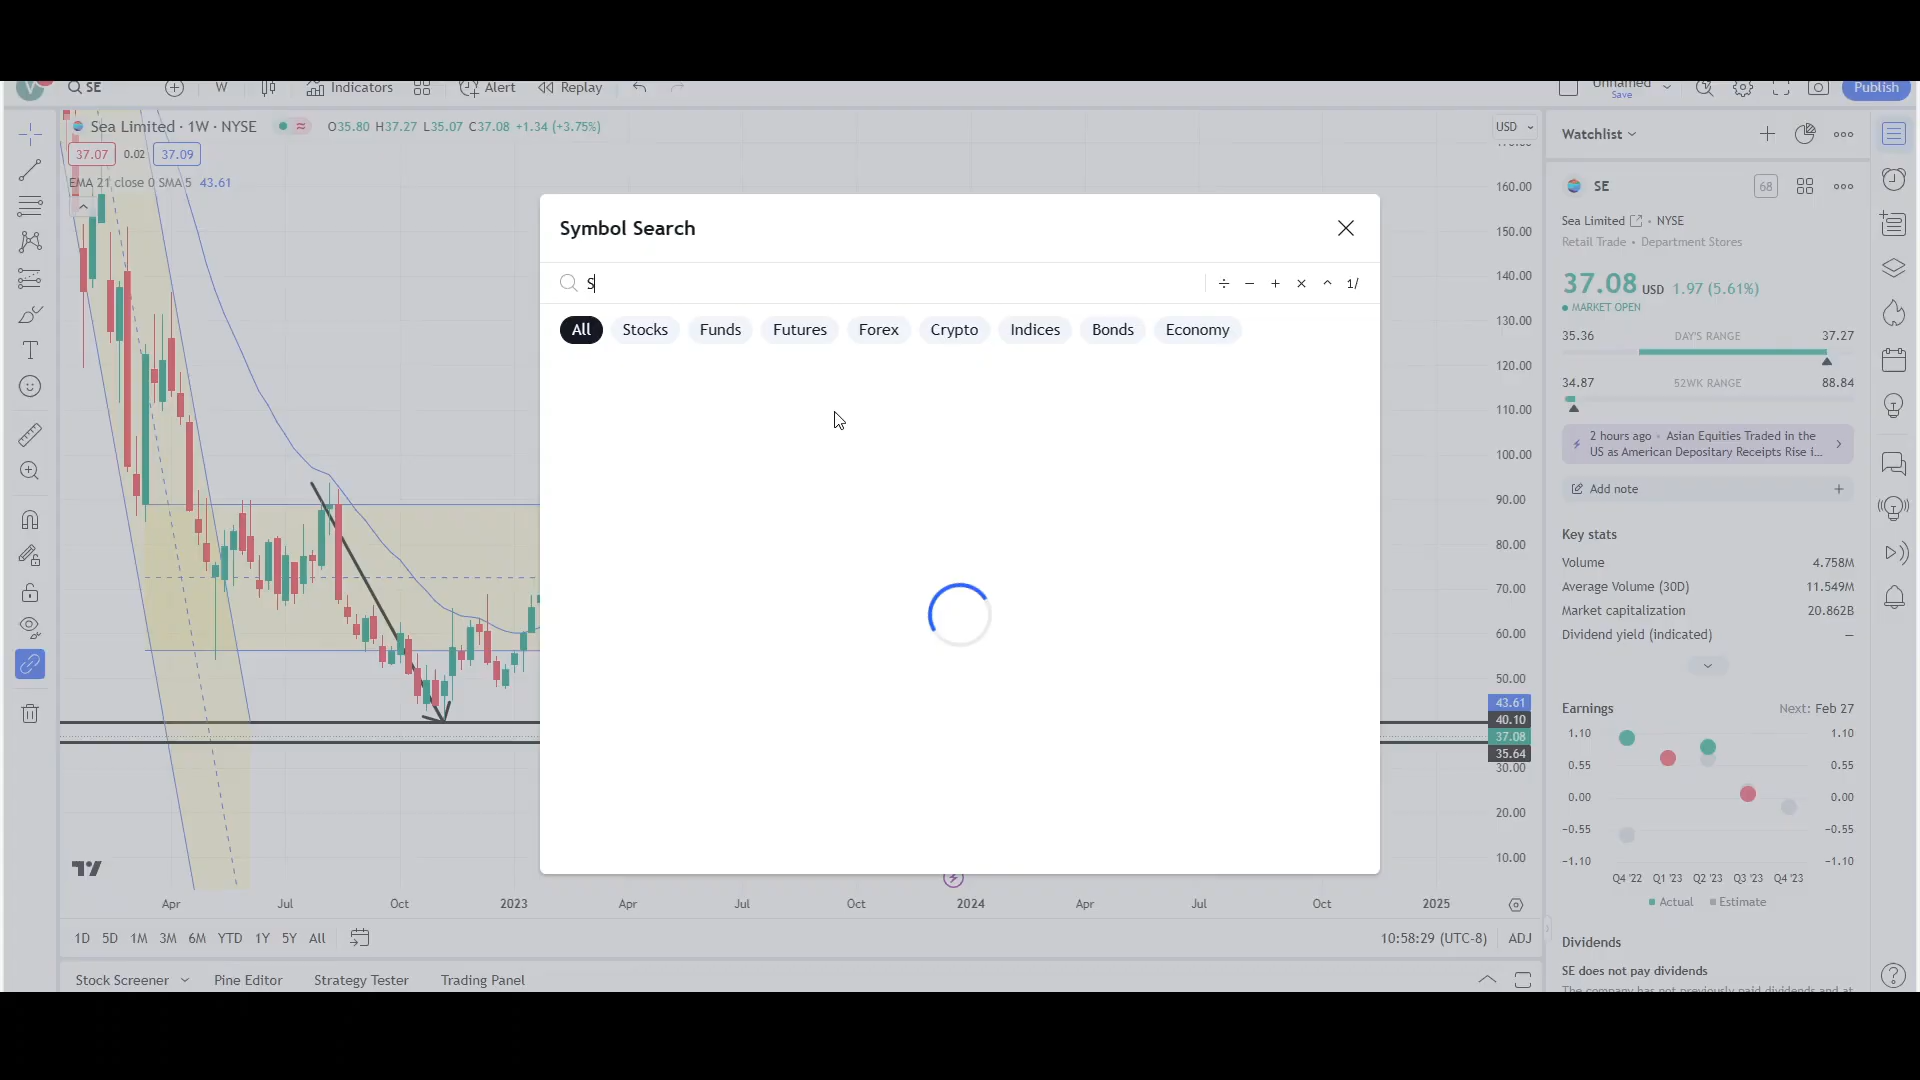 V SE W Indicators Alert Replay Unnamed Save Publish
Sea Limited · 1W · NYSE ≈ O35.80 H37.27 L35.07 C37.08 +1.34 (+3.75%)
37.07 0.02 37.09
EMA 21 close 0 SMA 5 43.61
USD
160.00
150.00
140.00
130.00
120.00
110.00
100.00
90.00
80.00
70.00
60.00
50.00
43.61
40.10
37.08
35.64
30.00
20.00
10.00
Symbol Search
S
÷ − + × ^ 1/
All Stocks Funds Futures Forex Crypto Indices Bonds Economy
Apr Jul Oct 2023 Apr Jul Oct 2024 Apr Jul Oct 2025
1D 5D 1M 3M 6M YTD 1Y 5Y All
10:58:29 (UTC-8) ADJ
Stock Screener Pine Editor Strategy Tester Trading Panel
Watchlist
SE 68
Sea Limited • NYSE
Retail Trade • Department Stores
37.08 USD 1.97 (5.61%)
• MARKET OPEN
35.36 DAY'S RANGE 37.27
34.87 52WK RANGE 88.84
2 hours ago • Asian Equities Traded in the
US as American Depositary Receipts Rise i...
Add note
Key stats
Volume 4.758M
Average Volume (30D) 11.549M
Market capitalization 20.862B
Dividend yield (indicated) —
Earnings Next: Feb 27
1.10 1.10
0.55 0.55
0.00 0.00
−0.55 −0.55
−1.10 −1.10
Q4 '22 Q1 '23 Q2 '23 Q3 '23 Q4 '23
Actual Estimate
Dividends
SE does not pay dividends
The company has not previously paid dividends and at